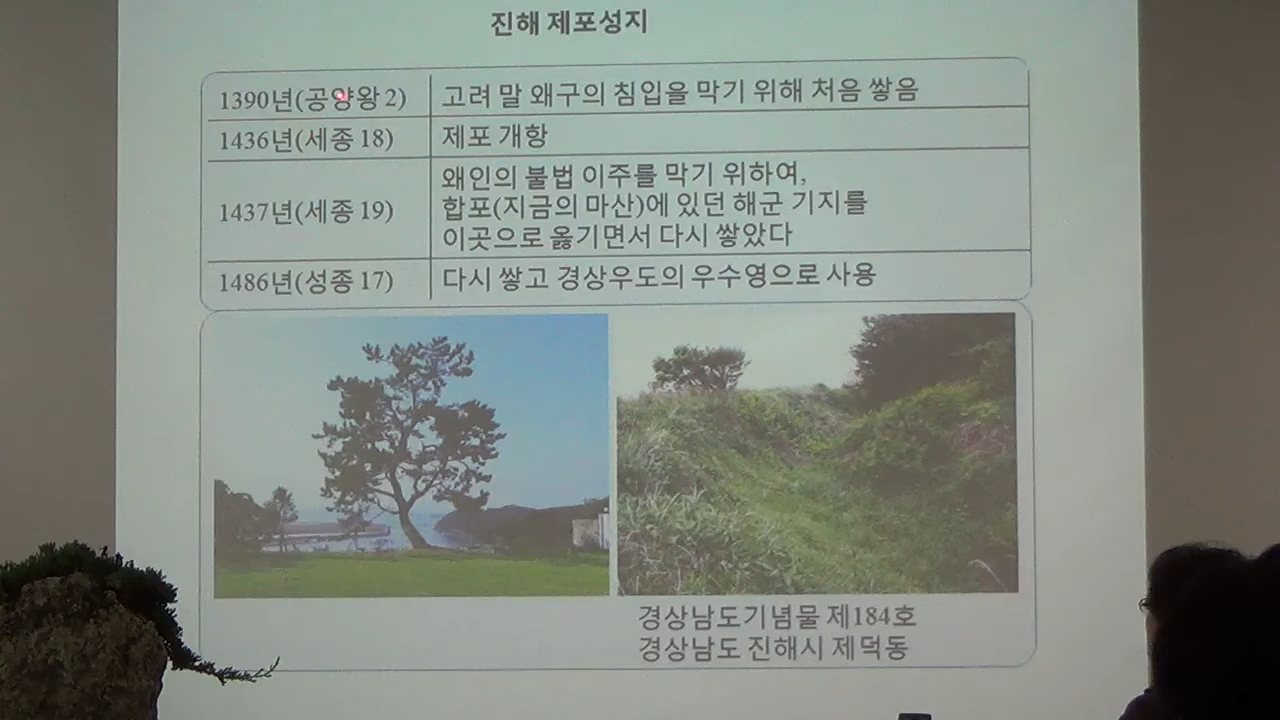 진해 제포성지
1390년(공양왕 2)
고려 말 왜구의 침입을 막기 위해 처음 쌓음
1436년(세종 18)
제포 개항
1437년(세종 19)
왜인의 불법 이주를 막기 위하여,
합포(지금의 마산)에 있던 해군 기지를
이곳으로 옳기면서 다시 쌓았다
1486년(성종 17)
다시 쌓고 경상우도의 우수영으로 사용
경상남도기념물 제184호
경상남도 진해시 제덕동